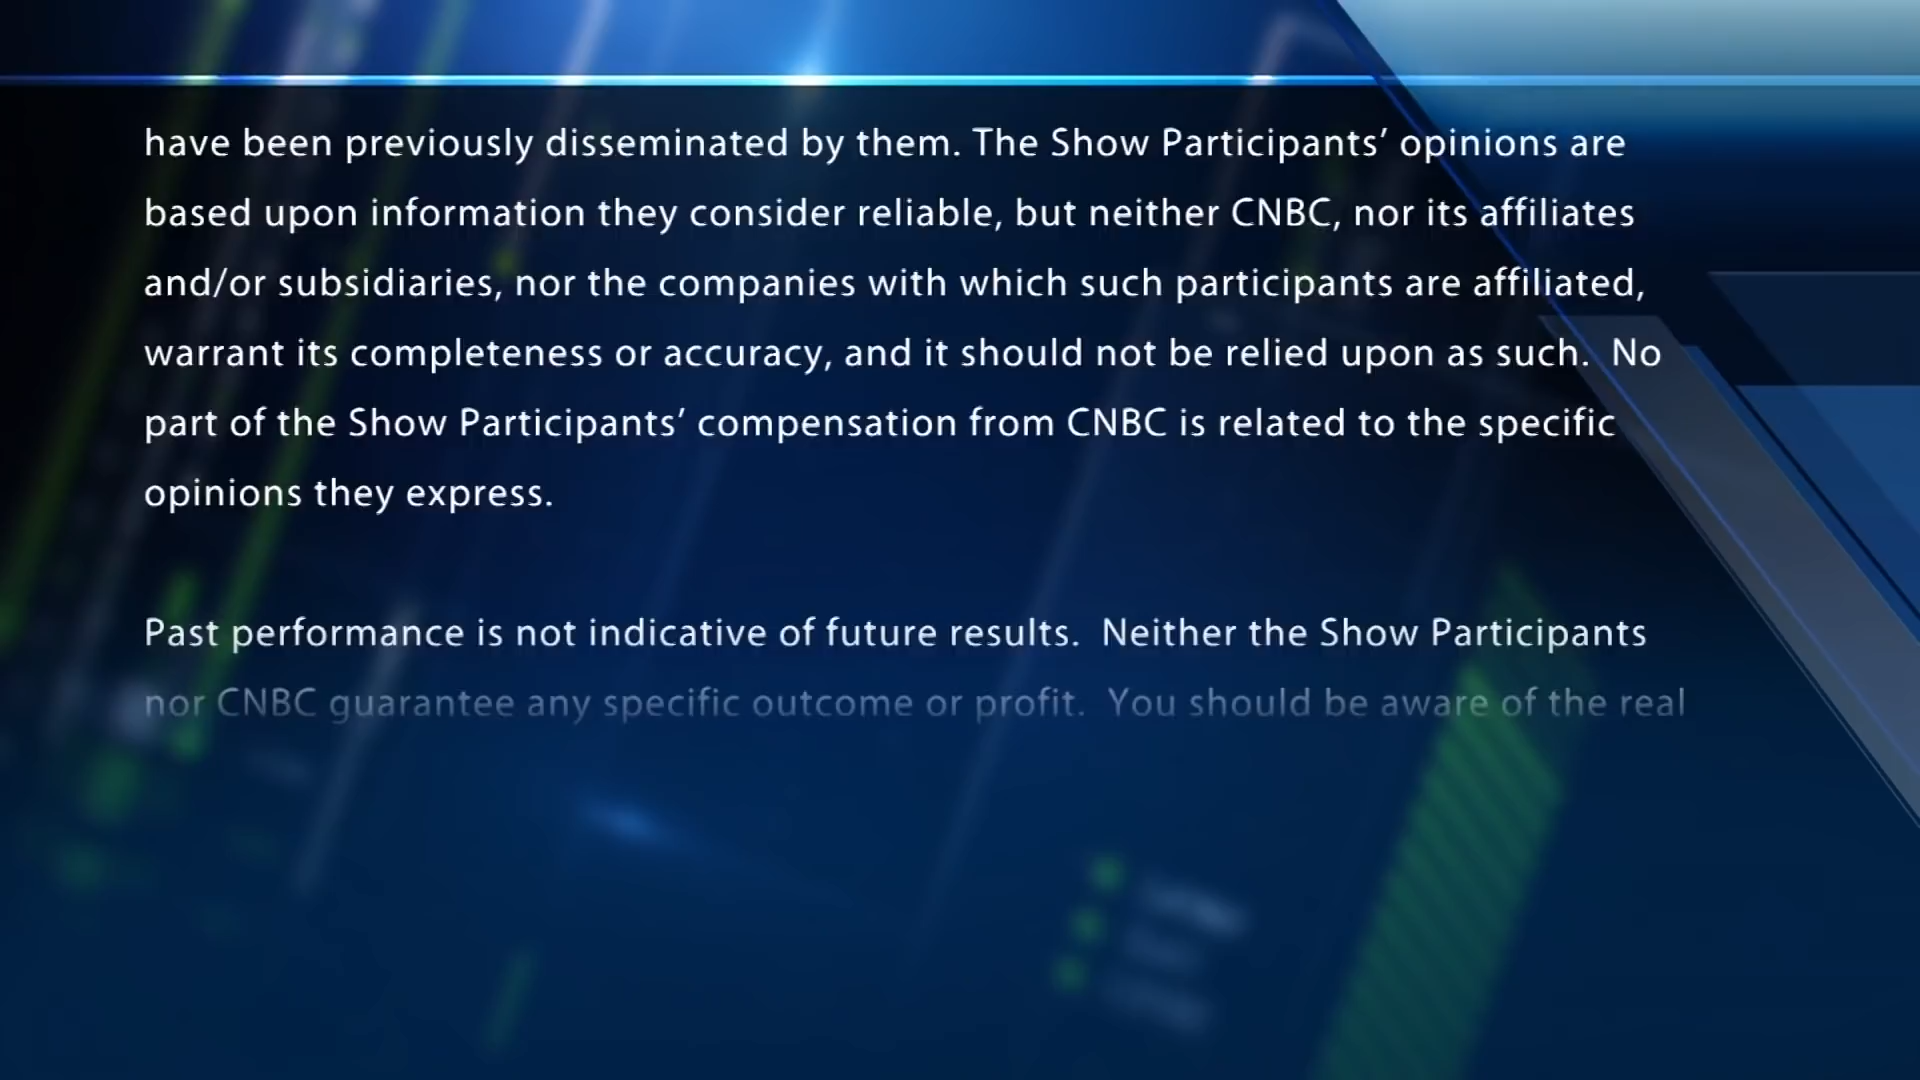 have been previously disseminated by them. The Show Participants’ opinions are
based upon information they consider reliable, but neither CNBC, nor its affiliates
and/or subsidiaries, nor the companies with which such participants are affiliated,
warrant its completeness or accuracy, and it should not be relied upon as such.  No
part of the Show Participants’ compensation from CNBC is related to the specific
opinions they express.
Past performance is not indicative of future results.  Neither the Show Participants
nor CNBC guarantee any specific outcome or profit.  You should be aware of the real